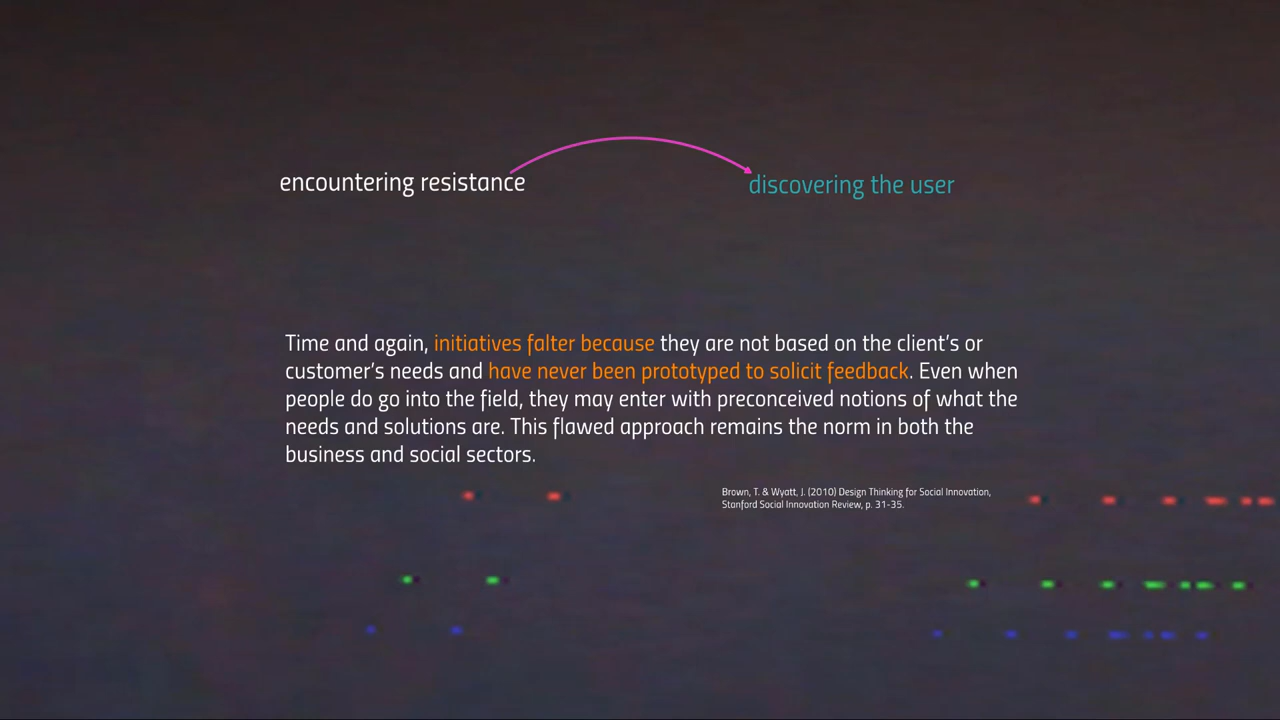 encountering resistance
discovering the user
Time and again, initiatives falter because they are not based on the client's or
customer's needs and have never been prototyped to solicit feedback. Even when
people do go into the field, they may enter with preconceived notions of what the
needs and solutions are. This flawed approach remains the norm in both the
business and social sectors.
Brown, T. & Wyatt, J. (2010) Design Thinking for Social Innovation,
Stanford Social Innovation Review, p. 31-35.